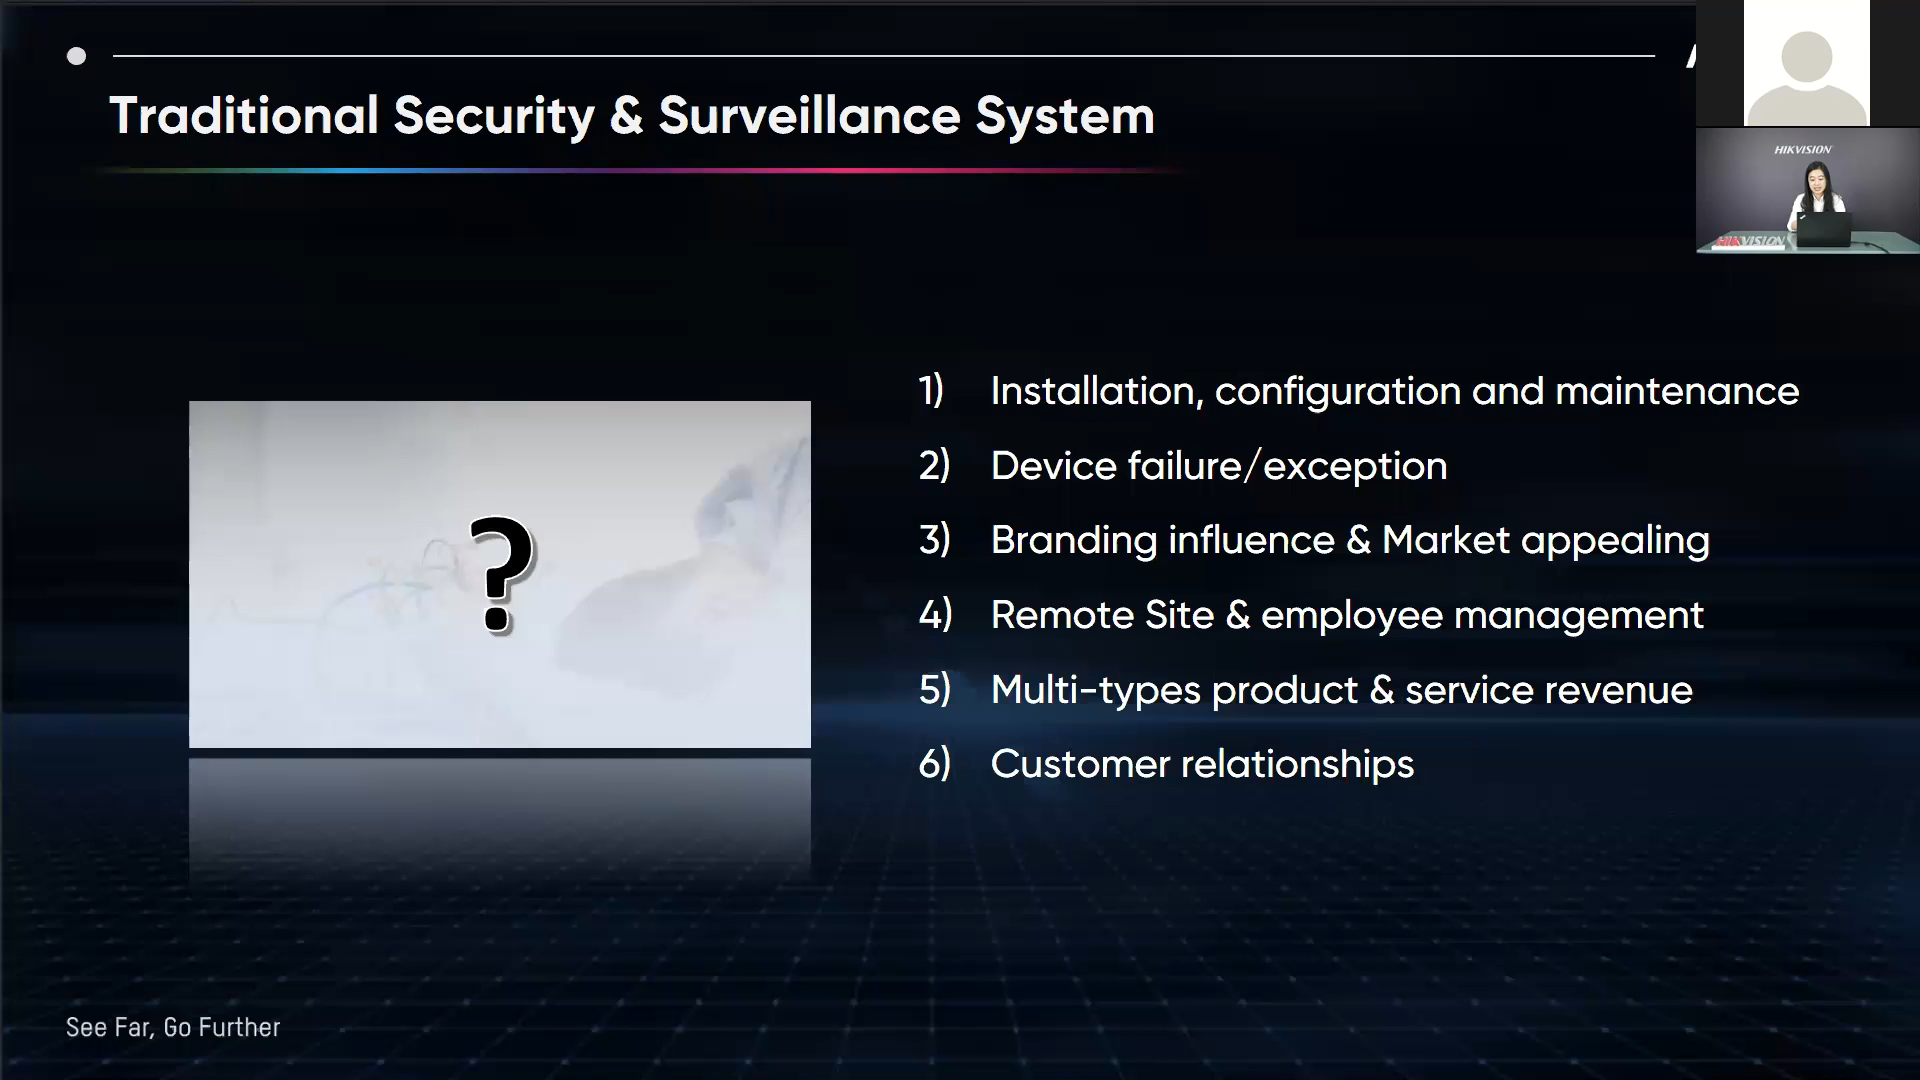 Traditional Security & Surveillance System
HIKVISION
HIKVISION
?
1) Installation, configuration and maintenance
2) Device failure/exception
3) Branding influence & Market appealing
4) Remote Site & employee management
5) Multi-types product & service revenue
6) Customer relationships
See Far, Go Further